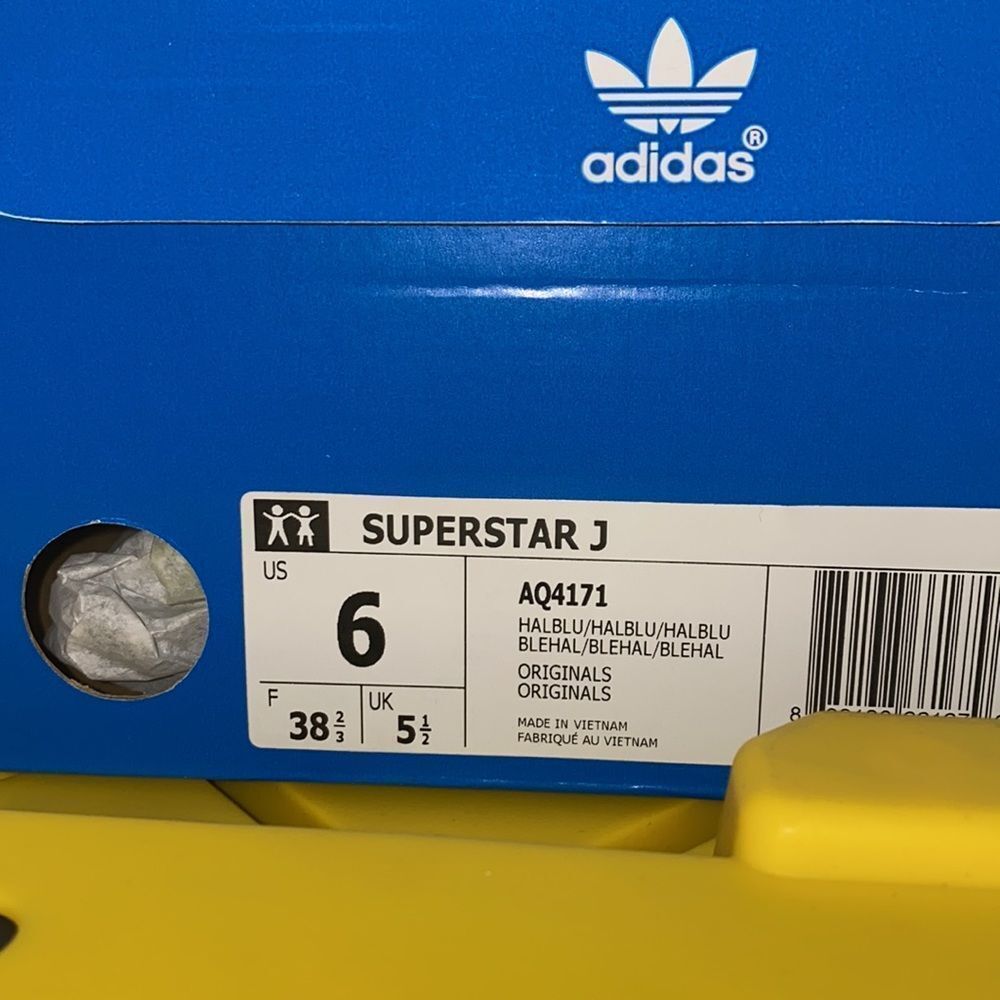 adidas®
SUPERSTAR J
US
6
F
38 2/3
UK
5 1/2
AQ4171
HALBLU/HALBLU/HALBLU
BLEHAL/BLEHAL/BLEHAL
ORIGINALS
ORIGINALS
MADE IN VIETNAM
FABRIQUÉ AU VIETNAM
8